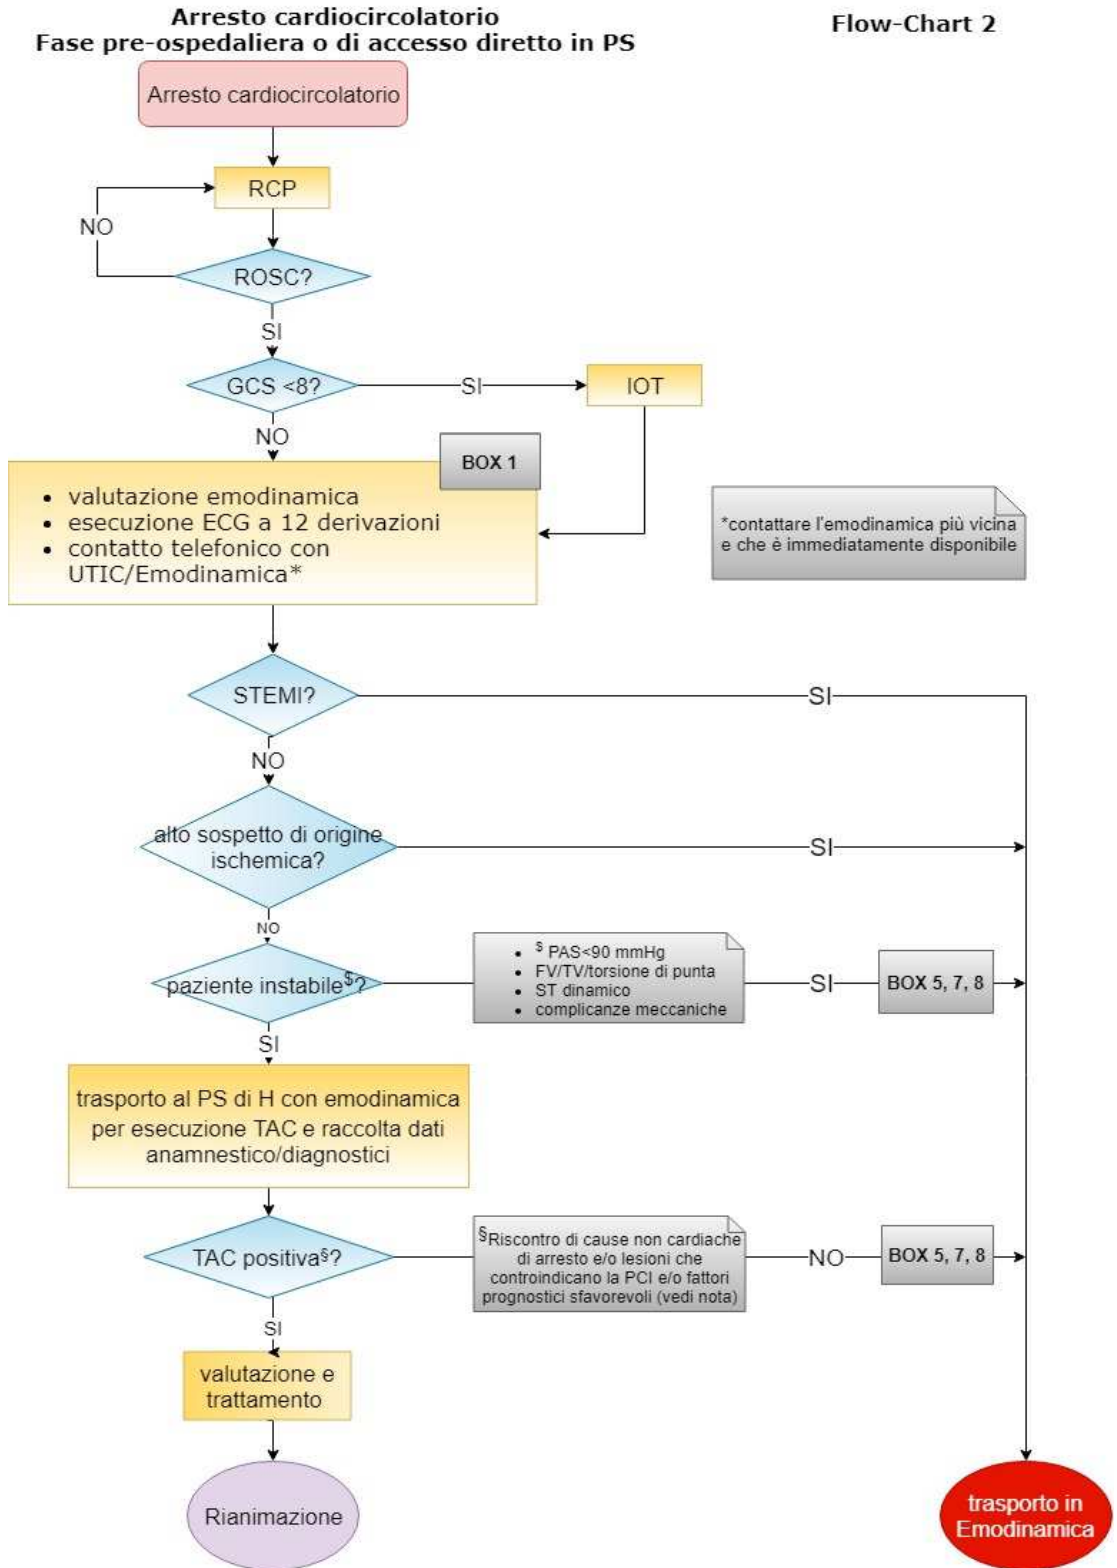 Arresto cardiocircolatorio
Fase pre-ospedaliera o di accesso diretto in PS
Flow-Chart 2
Arresto cardiocircolatorio
RCP
NO
ROSC?
SI
GCS <8?
SI
IOT
NO
BOX 1
• valutazione emodinamica
• esecuzione ECG a 12 derivazioni
• contatto telefonico con
UTIC/Emodinamica*
*contattare l'emodinamica più vicina
e che è immediatamente disponibile
STEMI?
SI
NO
alto sospetto di origine
ischemica?
SI
NO
paziente instabile$?
• $ PAS<90 mmHg
• FV/TV/torsione di punta
• ST dinamico
• complicanze meccaniche
SI
BOX 5, 7, 8
SI
trasporto al PS di H con emodinamica
per esecuzione TAC e raccolta dati
anamnestico/diagnostici
TAC positiva§?
§Riscontro di cause non cardiache
di arresto e/o lesioni che
controindicano la PCI e/o fattori
prognostici sfavorevoli (vedi nota)
NO
BOX 5, 7, 8
SI
valutazione e
trattamento
Rianimazione
trasporto in
Emodinamica